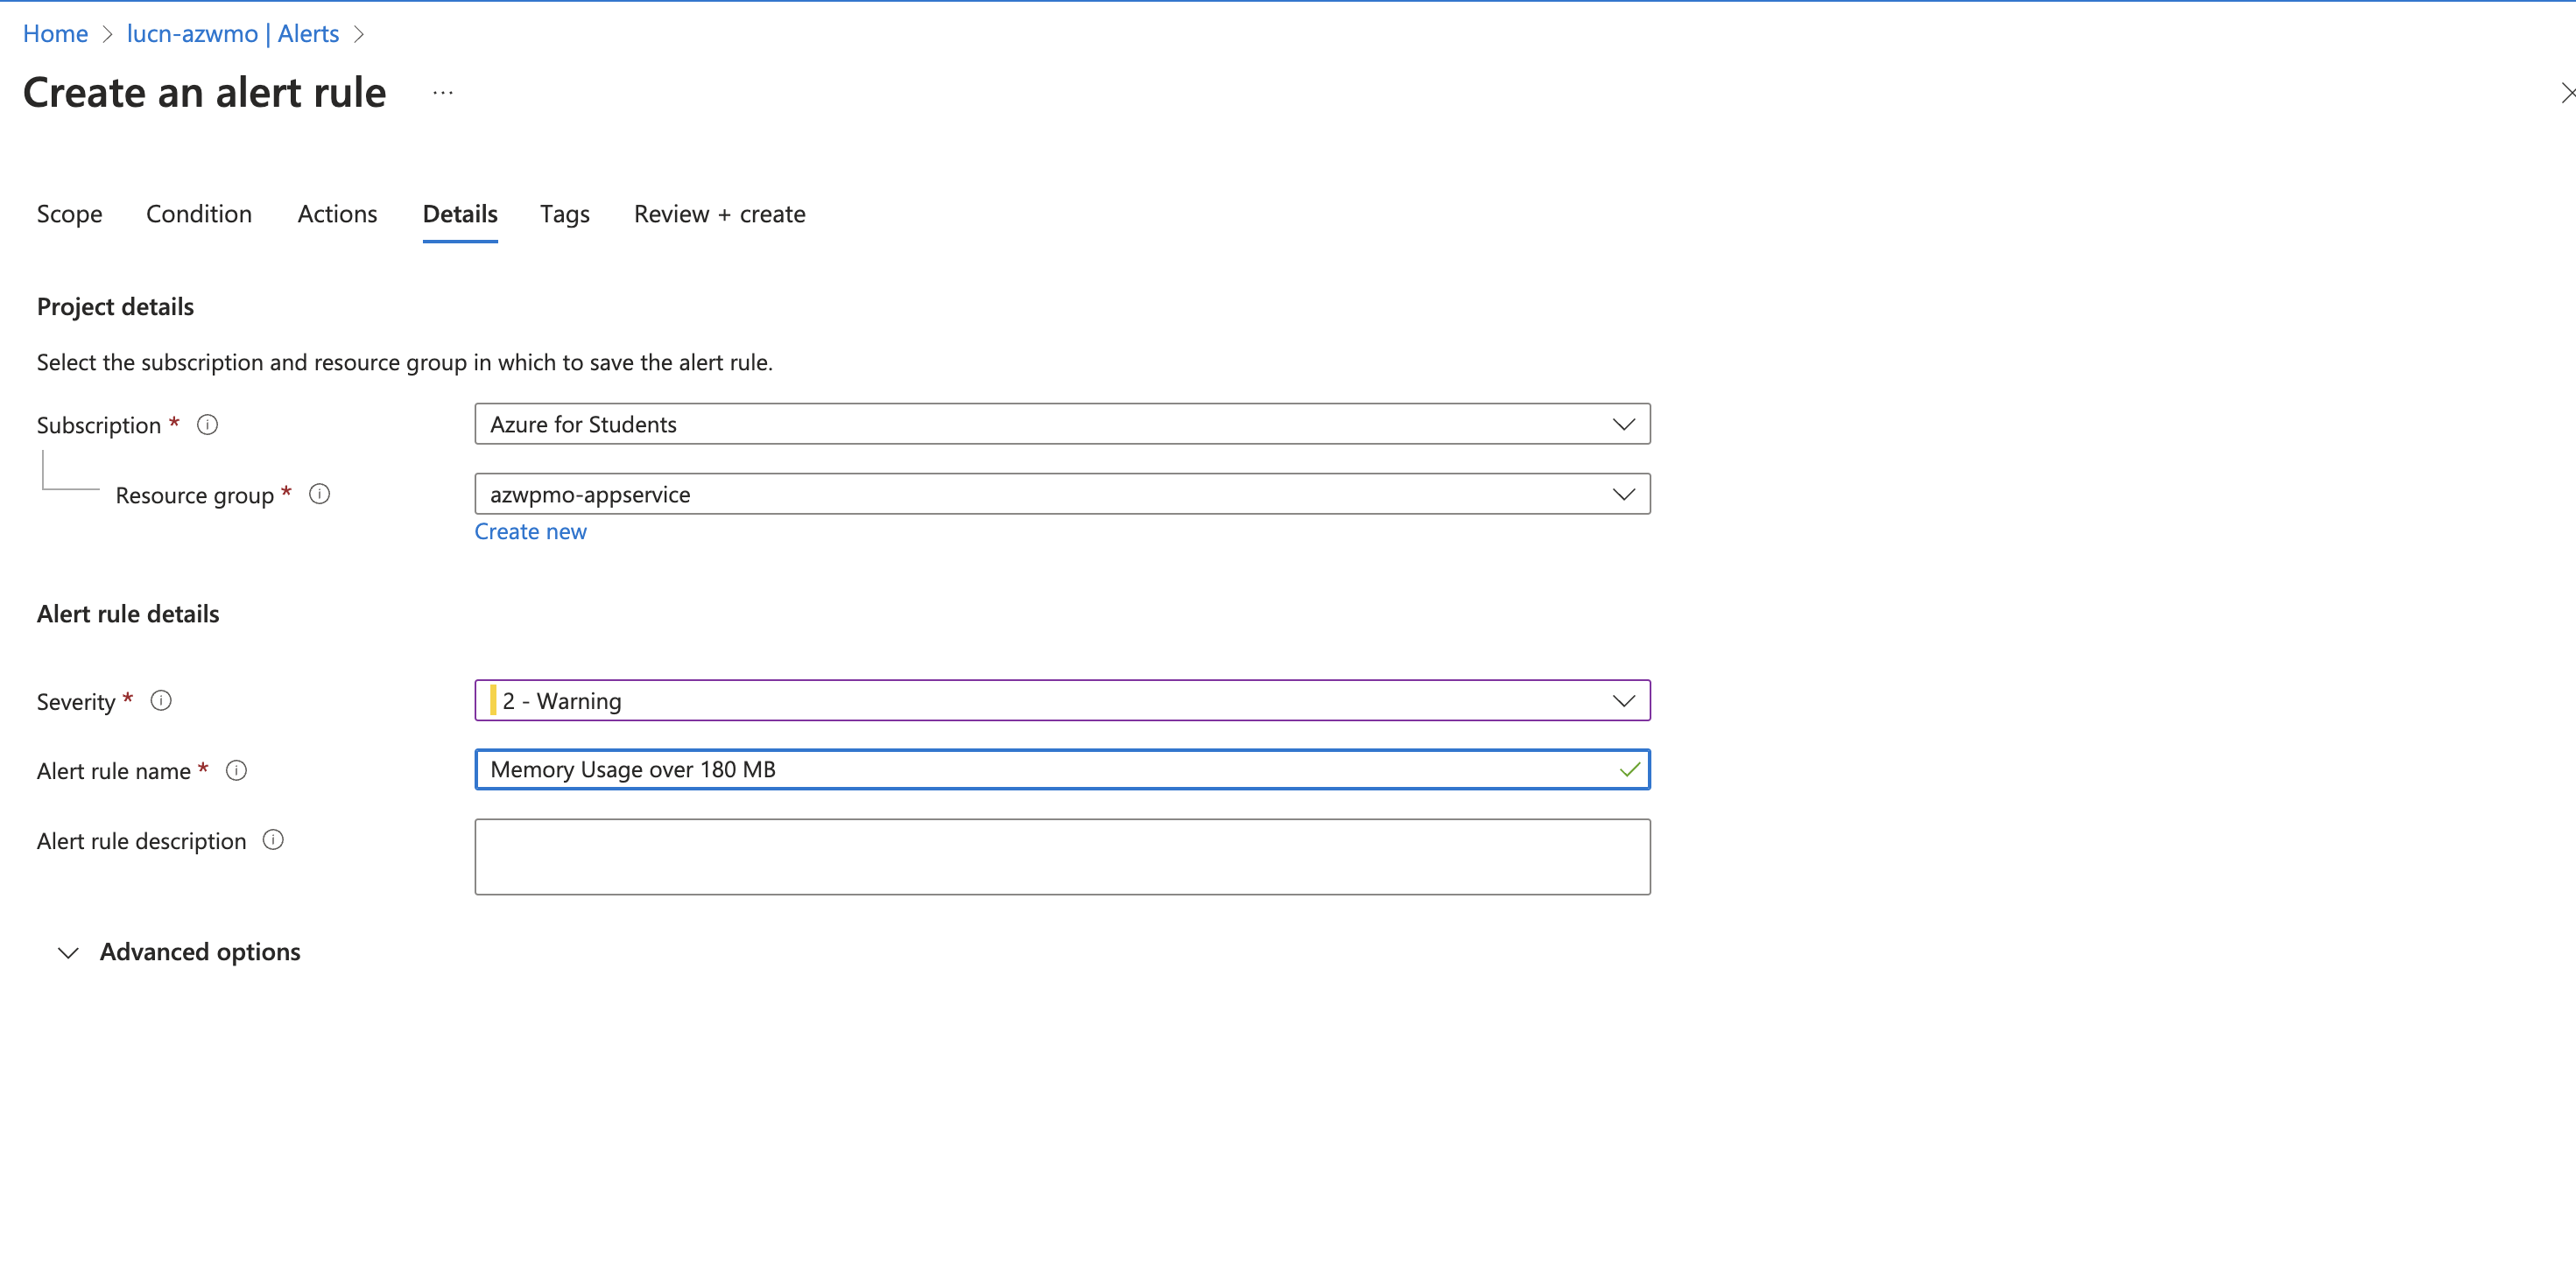 Home > lucn-azwmo | Alerts >
Create an alert rule ...
Scope Condition Actions Details Tags Review + create
Project details
Select the subscription and resource group in which to save the alert rule.
Subscription * Azure for Students
Resource group * azwpmo-appservice
Create new
Alert rule details
Severity * 2 - Warning
Alert rule name * Memory Usage over 180 MB
Alert rule description
Advanced options